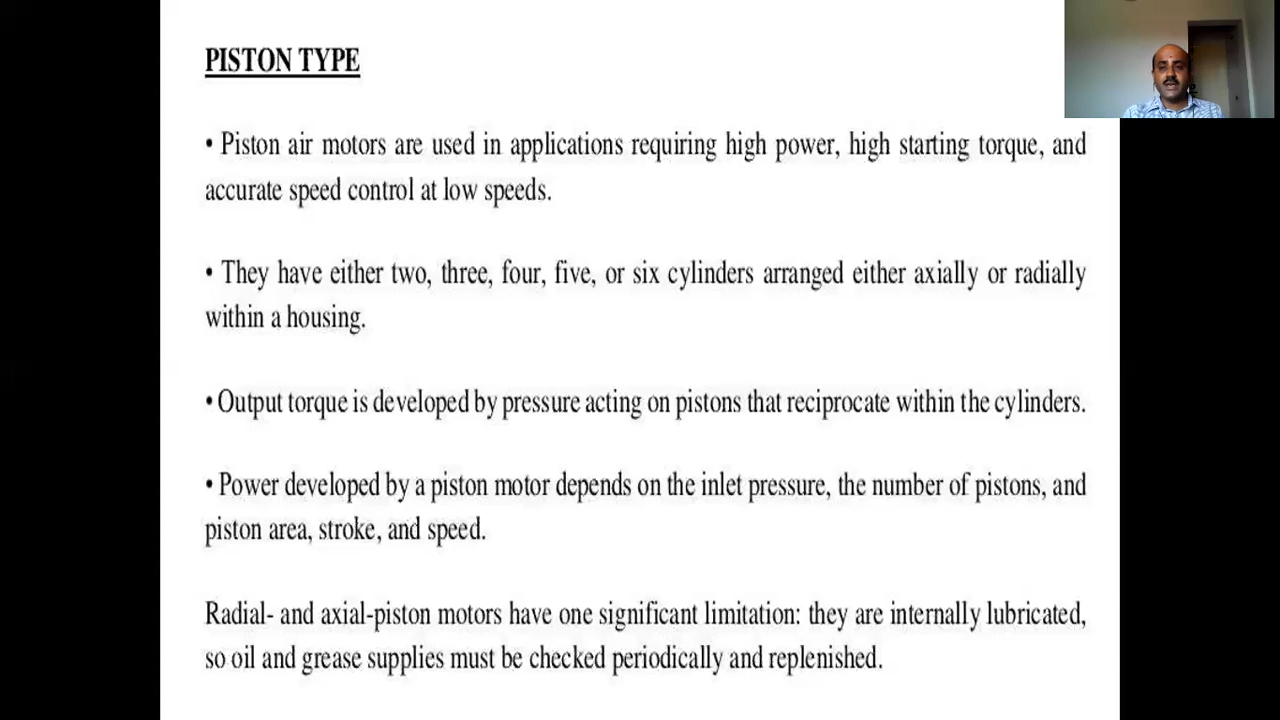 PISTON TYPE
• Piston air motors are used in applications requiring high power, high starting torque, and
accurate speed control at low speeds.
• They have either two, three, four, five, or six cylinders arranged either axially or radially
within a housing.
• Output torque is developed by pressure acting on pistons that reciprocate within the cylinders.
• Power developed by a piston motor depends on the inlet pressure, the number of pistons, and
piston area, stroke, and speed.
Radial- and axial-piston motors have one significant limitation: they are internally lubricated,
so oil and grease supplies must be checked periodically and replenished.